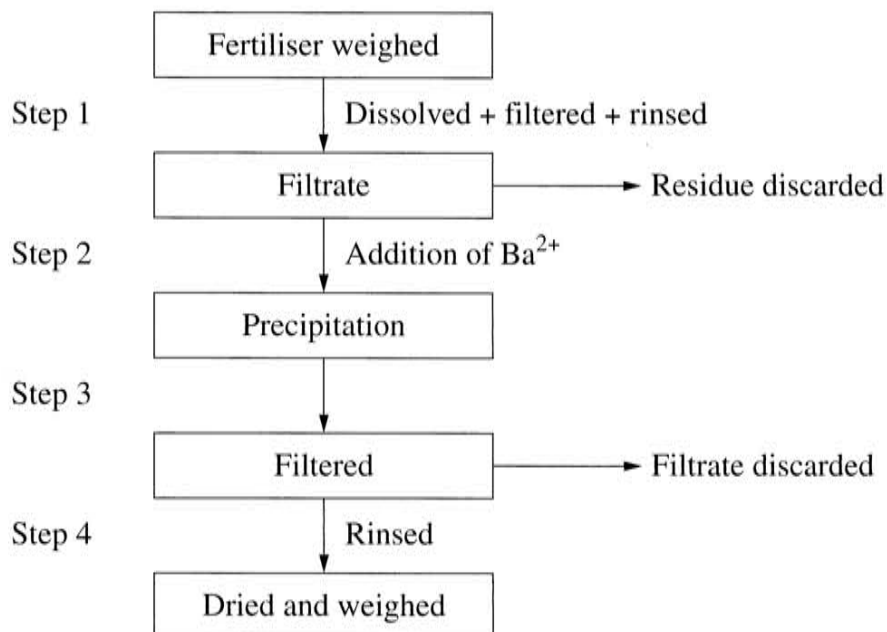 Fertiliser weighed
Step 1
Dissolved + filtered + rinsed
Filtrate
Residue discarded
Step 2
Addition of Ba²⁺
Precipitation
Step 3
Filtered
Filtrate discarded
Step 4
Rinsed
Dried and weighed